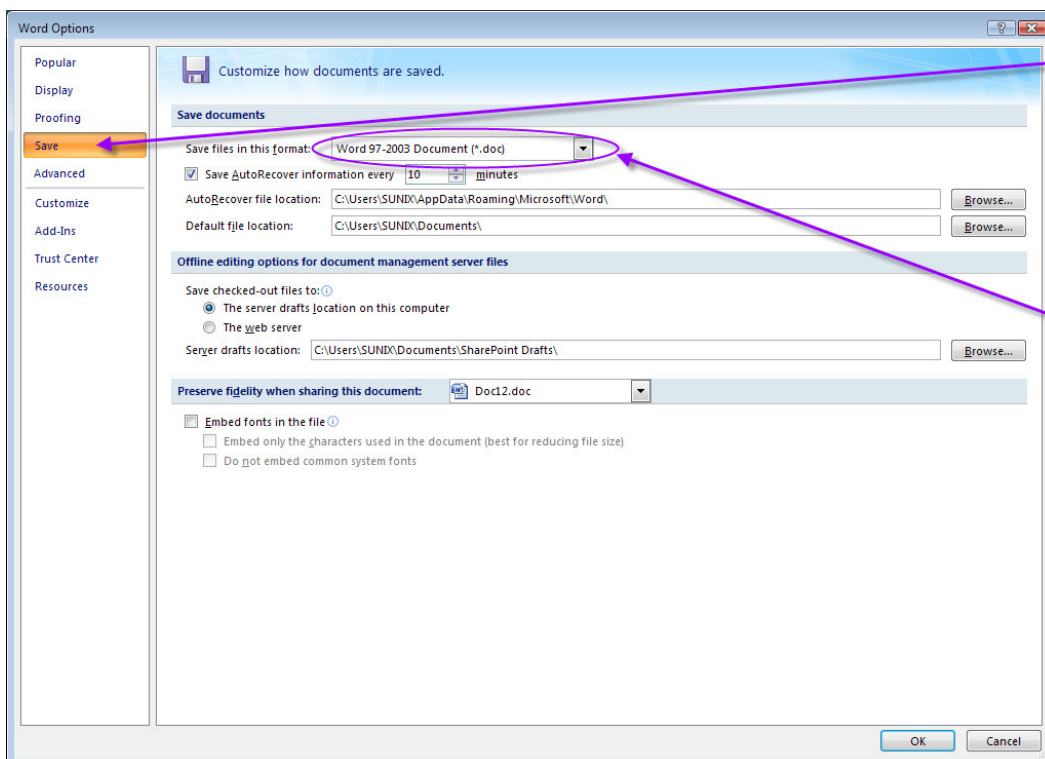 Word Options
Popular
Display
Proofing
Save
Advanced
Customize
Add-Ins
Trust Center
Resources
Customize how documents are saved.
Save documents
Save files in this format: Word 97-2003 Document (*.doc)
Save AutoRecover information every 10 minutes
AutoRecover file location: C:\Users\SUNIX\AppData\Roaming\Microsoft\Word\ Browse...
Default file location: C:\Users\SUNIX\Documents\ Browse...
Offline editing options for document management server files
Save checked-out files to:
The server drafts location on this computer
The web server
Server drafts location: C:\Users\SUNIX\Documents\SharePoint Drafts\ Browse...
Preserve fidelity when sharing this document: Doc12.doc
Embed fonts in the file
Embed only the characters used in the document (best for reducing file size)
Do not embed common system fonts
OK Cancel